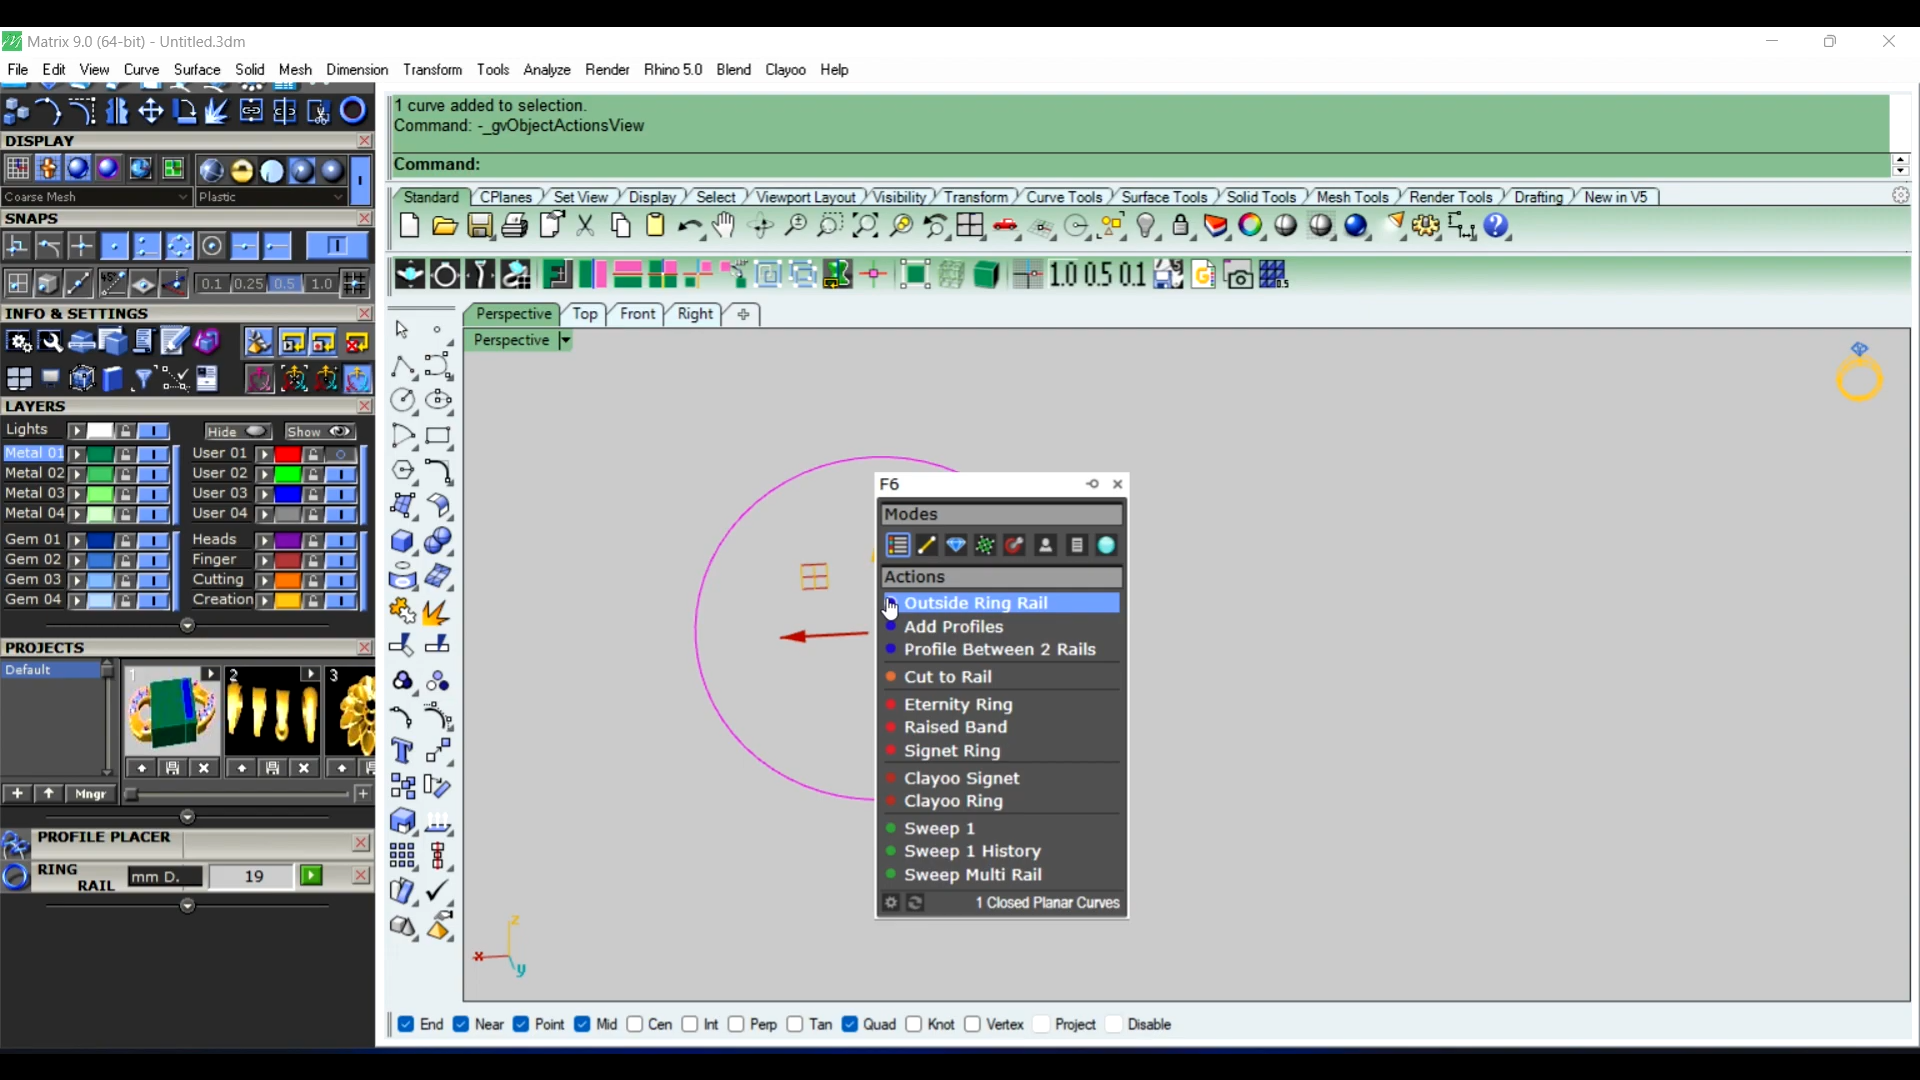 Matrix 9.0 (64-bit) - Untitled.3dm
File Edit View Curve Surface Solid Mesh Dimension Transform Tools Analyze Render Rhino 5.0 Blend Clayoo Help
1 curve added to selection.
Command: -_gvObjectActionsView
Command:
Standard CPlanes Set View Display Select Viewport Layout Visibility Transform Curve Tools Surface Tools Solid Tools Mesh Tools Render Tools Drafting New in V5
1.0 0.5 0.1
Perspective Top Front Right
Perspective
DISPLAY
Coarse Mesh Plastic
SNAPS
0.1 0.25 0.5 1.0
INFO & SETTINGS
LAYERS
Lights Hide Show
Metal 01 User 01
Metal 02 User 02
Metal 03 User 03
Metal 04 User 04
Gem 01 Heads
Gem 02 Finger
Gem 03 Cutting
Gem 04 Creation
PROJECTS
Default 1 2 3
Mngr
PROFILE PLACER
RING RAIL mm D. 19
F6
Modes
Actions
Outside Ring Rail
Add Profiles
Profile Between 2 Rails
Cut to Rail
Eternity Ring
Raised Band
Signet Ring
Clayoo Signet
Clayoo Ring
Sweep 1
Sweep 1 History
Sweep Multi Rail
1 Closed Planar Curves
z
x
y
End Near Point Mid Cen Int Perp Tan Quad Knot Vertex Project Disable